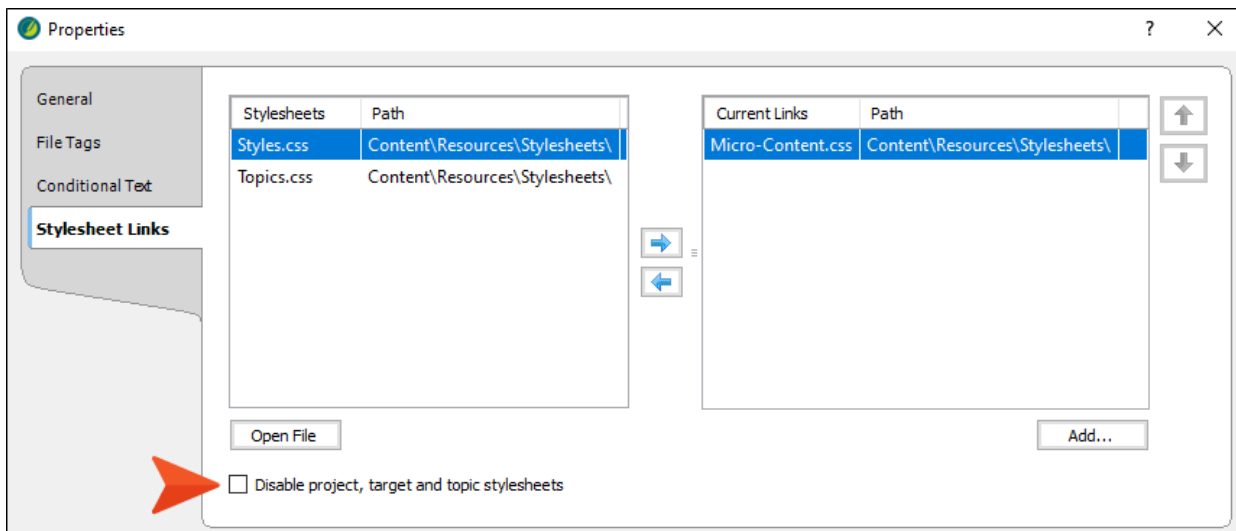 Properties
?
General
File Tags
Conditional Text
Stylesheet Links
Stylesheets Path
Styles.css Content\Resources\Stylesheets\
Topics.css Content\Resources\Stylesheets\
Open File
Current Links Path
Micro-Content.css Content\Resources\Stylesheets\
Add...
Disable project, target and topic stylesheets